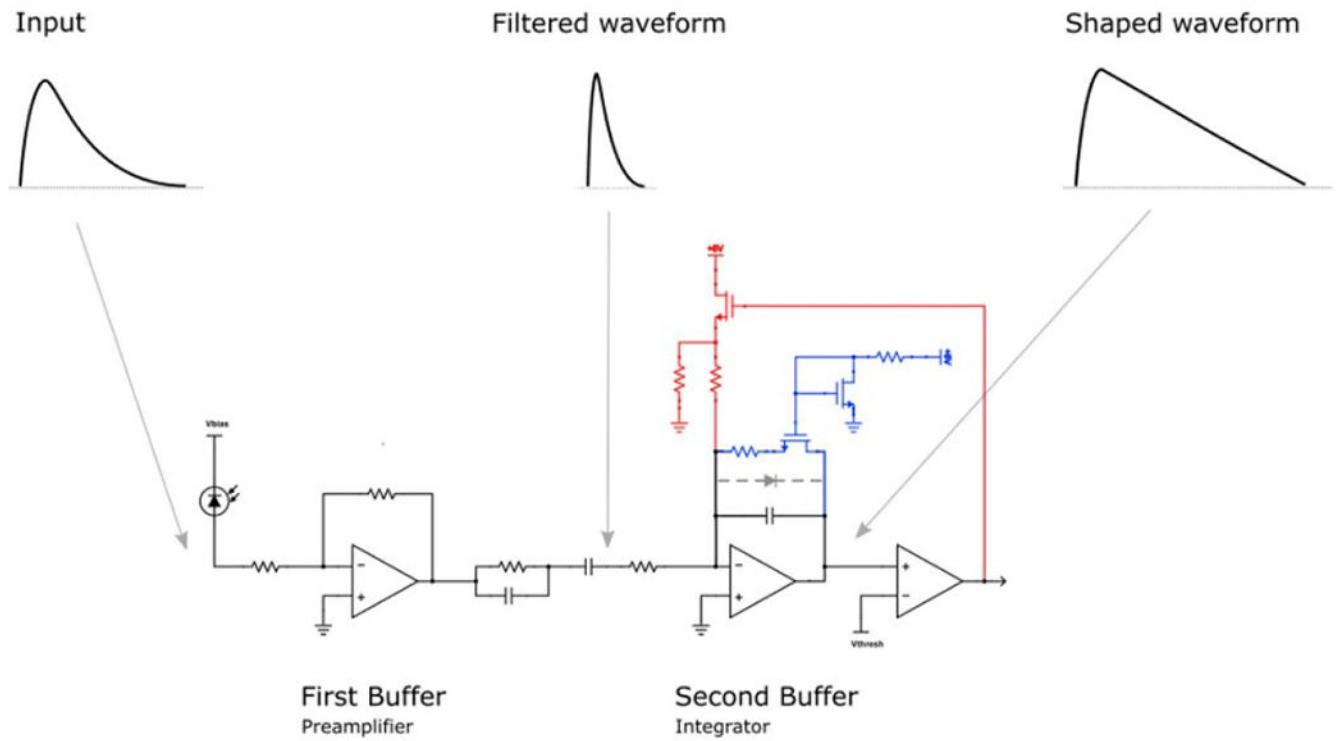 Input
Filtered waveform
Shaped waveform
Vbias
Vthresh
First Buffer
Preamplifier
Second Buffer
Integrator